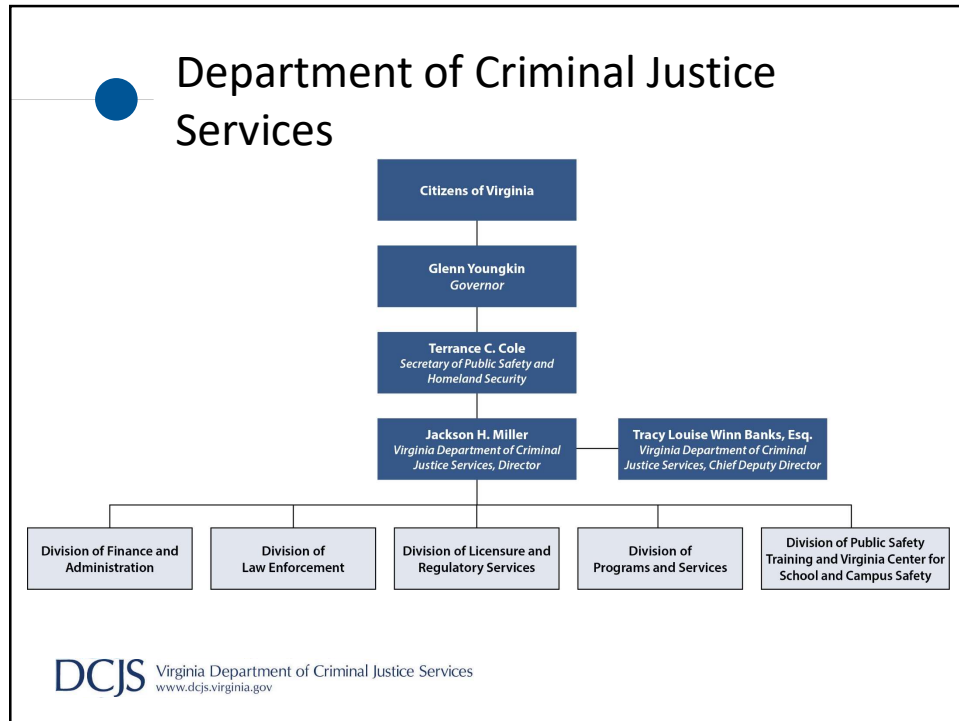 Department of Criminal Justice
Services
Citizens of Virginia
Glenn Youngkin
Governor
Terrance C. Cole
Secretary of Public Safety and
Homeland Security
Jackson H. Miller
Virginia Department of Criminal
Justice Services, Director
Tracy Louise Winn Banks, Esq.
Virginia Department of Criminal
Justice Services, Chief Deputy Director
Division of Finance and
Administration
Division of
Law Enforcement
Division of Licensure and
Regulatory Services
Division of
Programs and Services
Division of Public Safety
Training and Virginia Center for
School and Campus Safety
DCJS Virginia Department of Criminal Justice Services
www.dcjs.virginia.gov